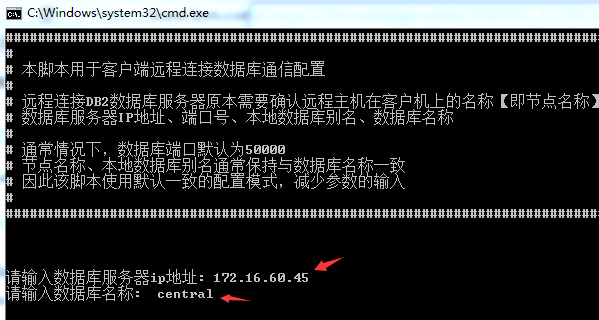 C:\Windows\system32\cmd.exe
############################################################################
#
# 本脚本用于客户端远程连接数据库通信配置
#
# 远程连接DB2数据库服务器原本需要确认远程主机在客户机上的名称【即节点名称】
# 数据库服务器IP地址、端口号、本地数据库别名、数据库名称
#
# 通常情况下，数据库端口默认为50000
# 节点名称、本地数据库别名通常保持与数据库名称一致
# 因此该脚本使用默认一致的配置模式，减少参数的输入
#
############################################################################
请输入数据库服务器ip地址: 172.16.60.45
请输入数据库名称:  central